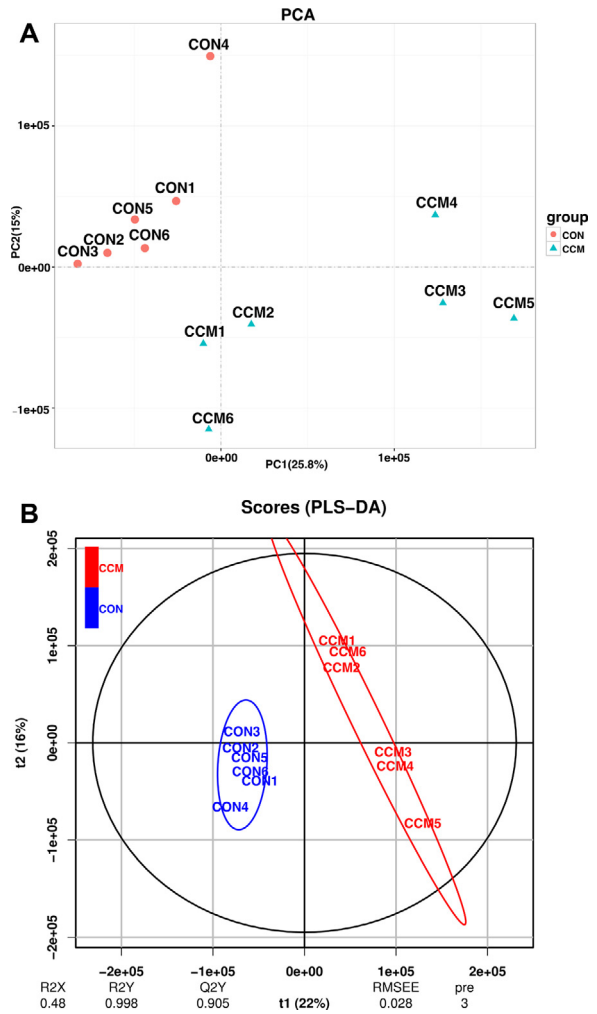 A
PCA
CON4
1e+05
CON1
CON5
CCM4
group
CON
CCM
PC2(15%)
CON2
CON6
CON3
0e+00
CCM3
CCM5
CCM2
CCM1
−1e+05
CCM6
0e+00
1e+05
PC1(25.8%)
B
Scores (PLS−DA)
2e+05
CCM
CON
1e+05
CCM1
CCM6
CCM2
t2 (16%)
CON3
0e+00
CON2
CCM3
CON5
CCM4
CON6
CON1
−1e+05
CON4
CCM5
−2e+05
−2e+05 −1e+05 0e+00 1e+05 2e+05
R2X R2Y Q2Y RMSEE pre
0.48 0.998 0.905 t1 (22%) 0.028 3